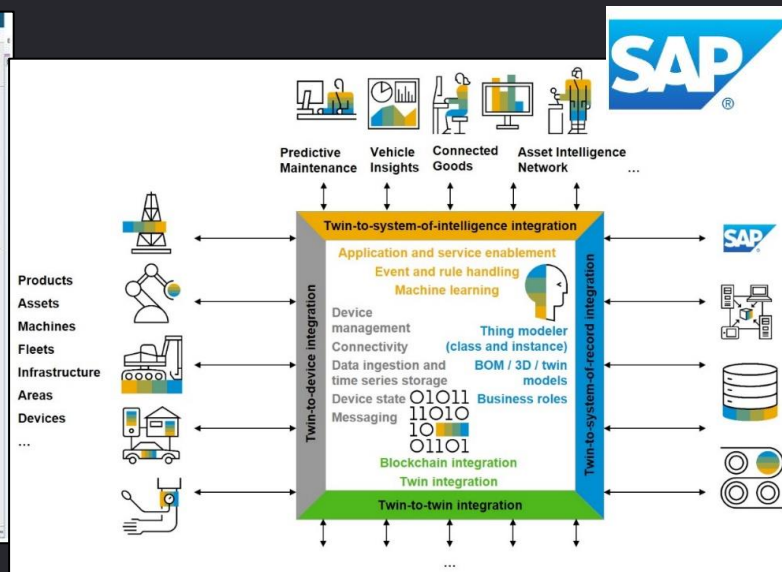 SAP
®
Predictive Maintenance
Vehicle Insights
Connected Goods
Asset Intelligence Network
...
Twin-to-system-of-intelligence integration
Application and service enablement
Event and rule handling
Machine learning
Products
Assets
Machines
Fleets
Infrastructure
Areas
Devices
...
Twin-to-device integration
Device
management
Connectivity
Data ingestion and
time series storage
Device state
Messaging
01011
11010
10
01101
Thing modeler
(class and instance)
BOM / 3D / twin
models
Business roles
Twin-to-system-of-record integration
SAP
Blockchain integration
Twin integration
Twin-to-twin integration
...